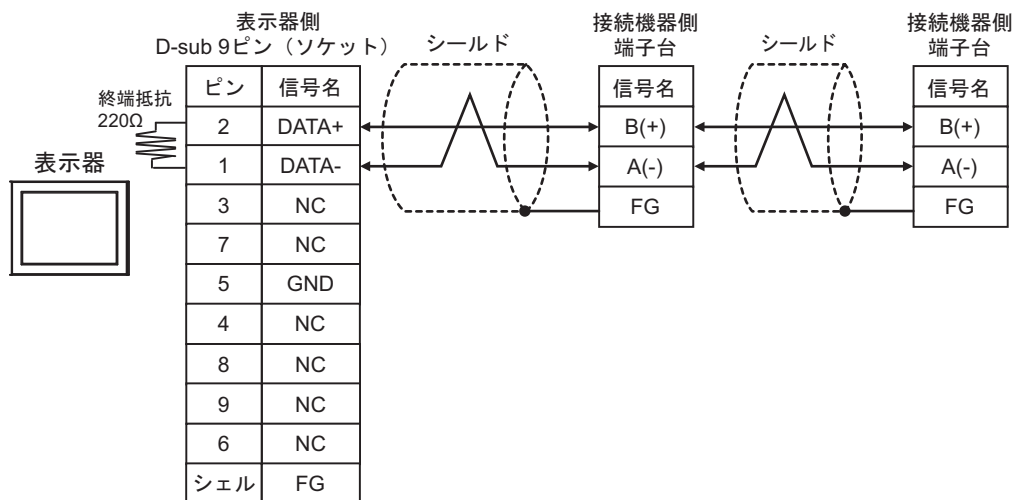 表示器側
D-sub 9ピン（ソケット）
シールド
接続機器側
端子台
シールド
接続機器側
端子台
終端抵抗
220Ω
表示器
ピン 信号名
2 DATA+
1 DATA-
3 NC
7 NC
5 GND
4 NC
8 NC
9 NC
6 NC
シェル FG
信号名
B(+)
A(-)
FG
信号名
B(+)
A(-)
FG